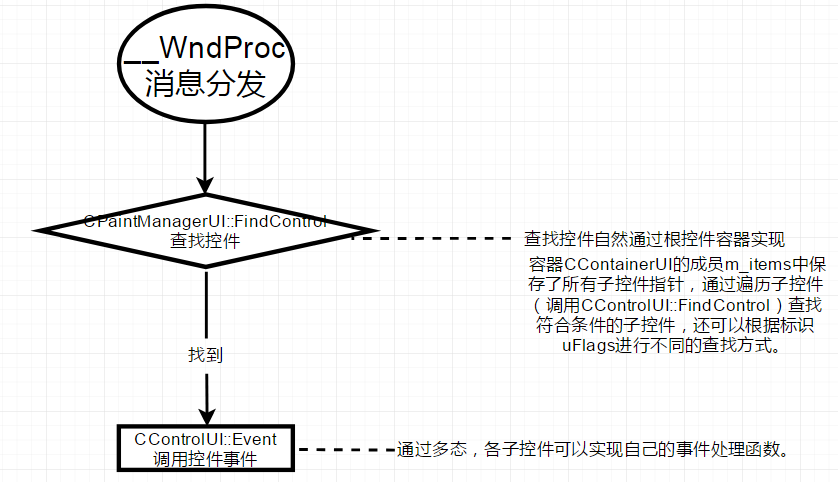 __WndProc
消息分发
CPaintManagerUI::FindControl
查找控件
查找控件自然通过根控件容器实现
容器CContainerUI的成员m_items中保
存了所有子控件指针，通过遍历子控件
（调用CControlUI::FindControl）查找
符合条件的子控件，还可以根据标识
uFlags进行不同的查找方式。
找到
CControlUI::Event
调用控件事件
通过多态，各子控件可以实现自己的事件处理函数。